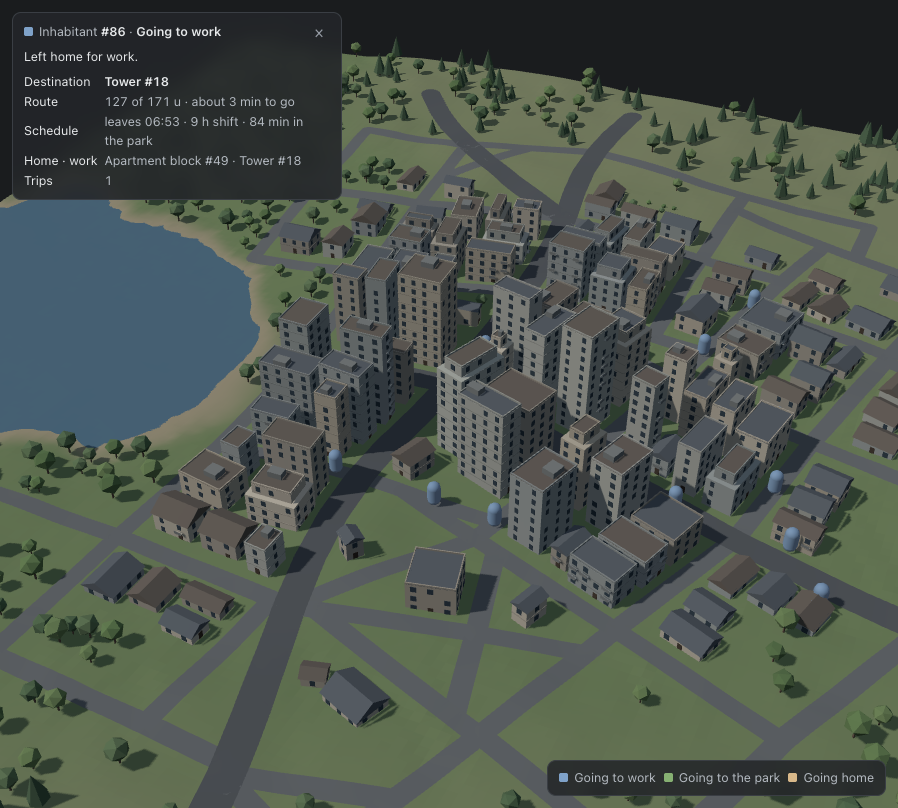 Inhabitant #86 · Going to work ×
Left home for work.
Destination Tower #18
Route 127 of 171 u · about 3 min to go
Schedule leaves 06:53 · 9 h shift · 84 min in
the park
Home · work Apartment block #49 · Tower #18
Trips 1
Going to work Going to the park Going home